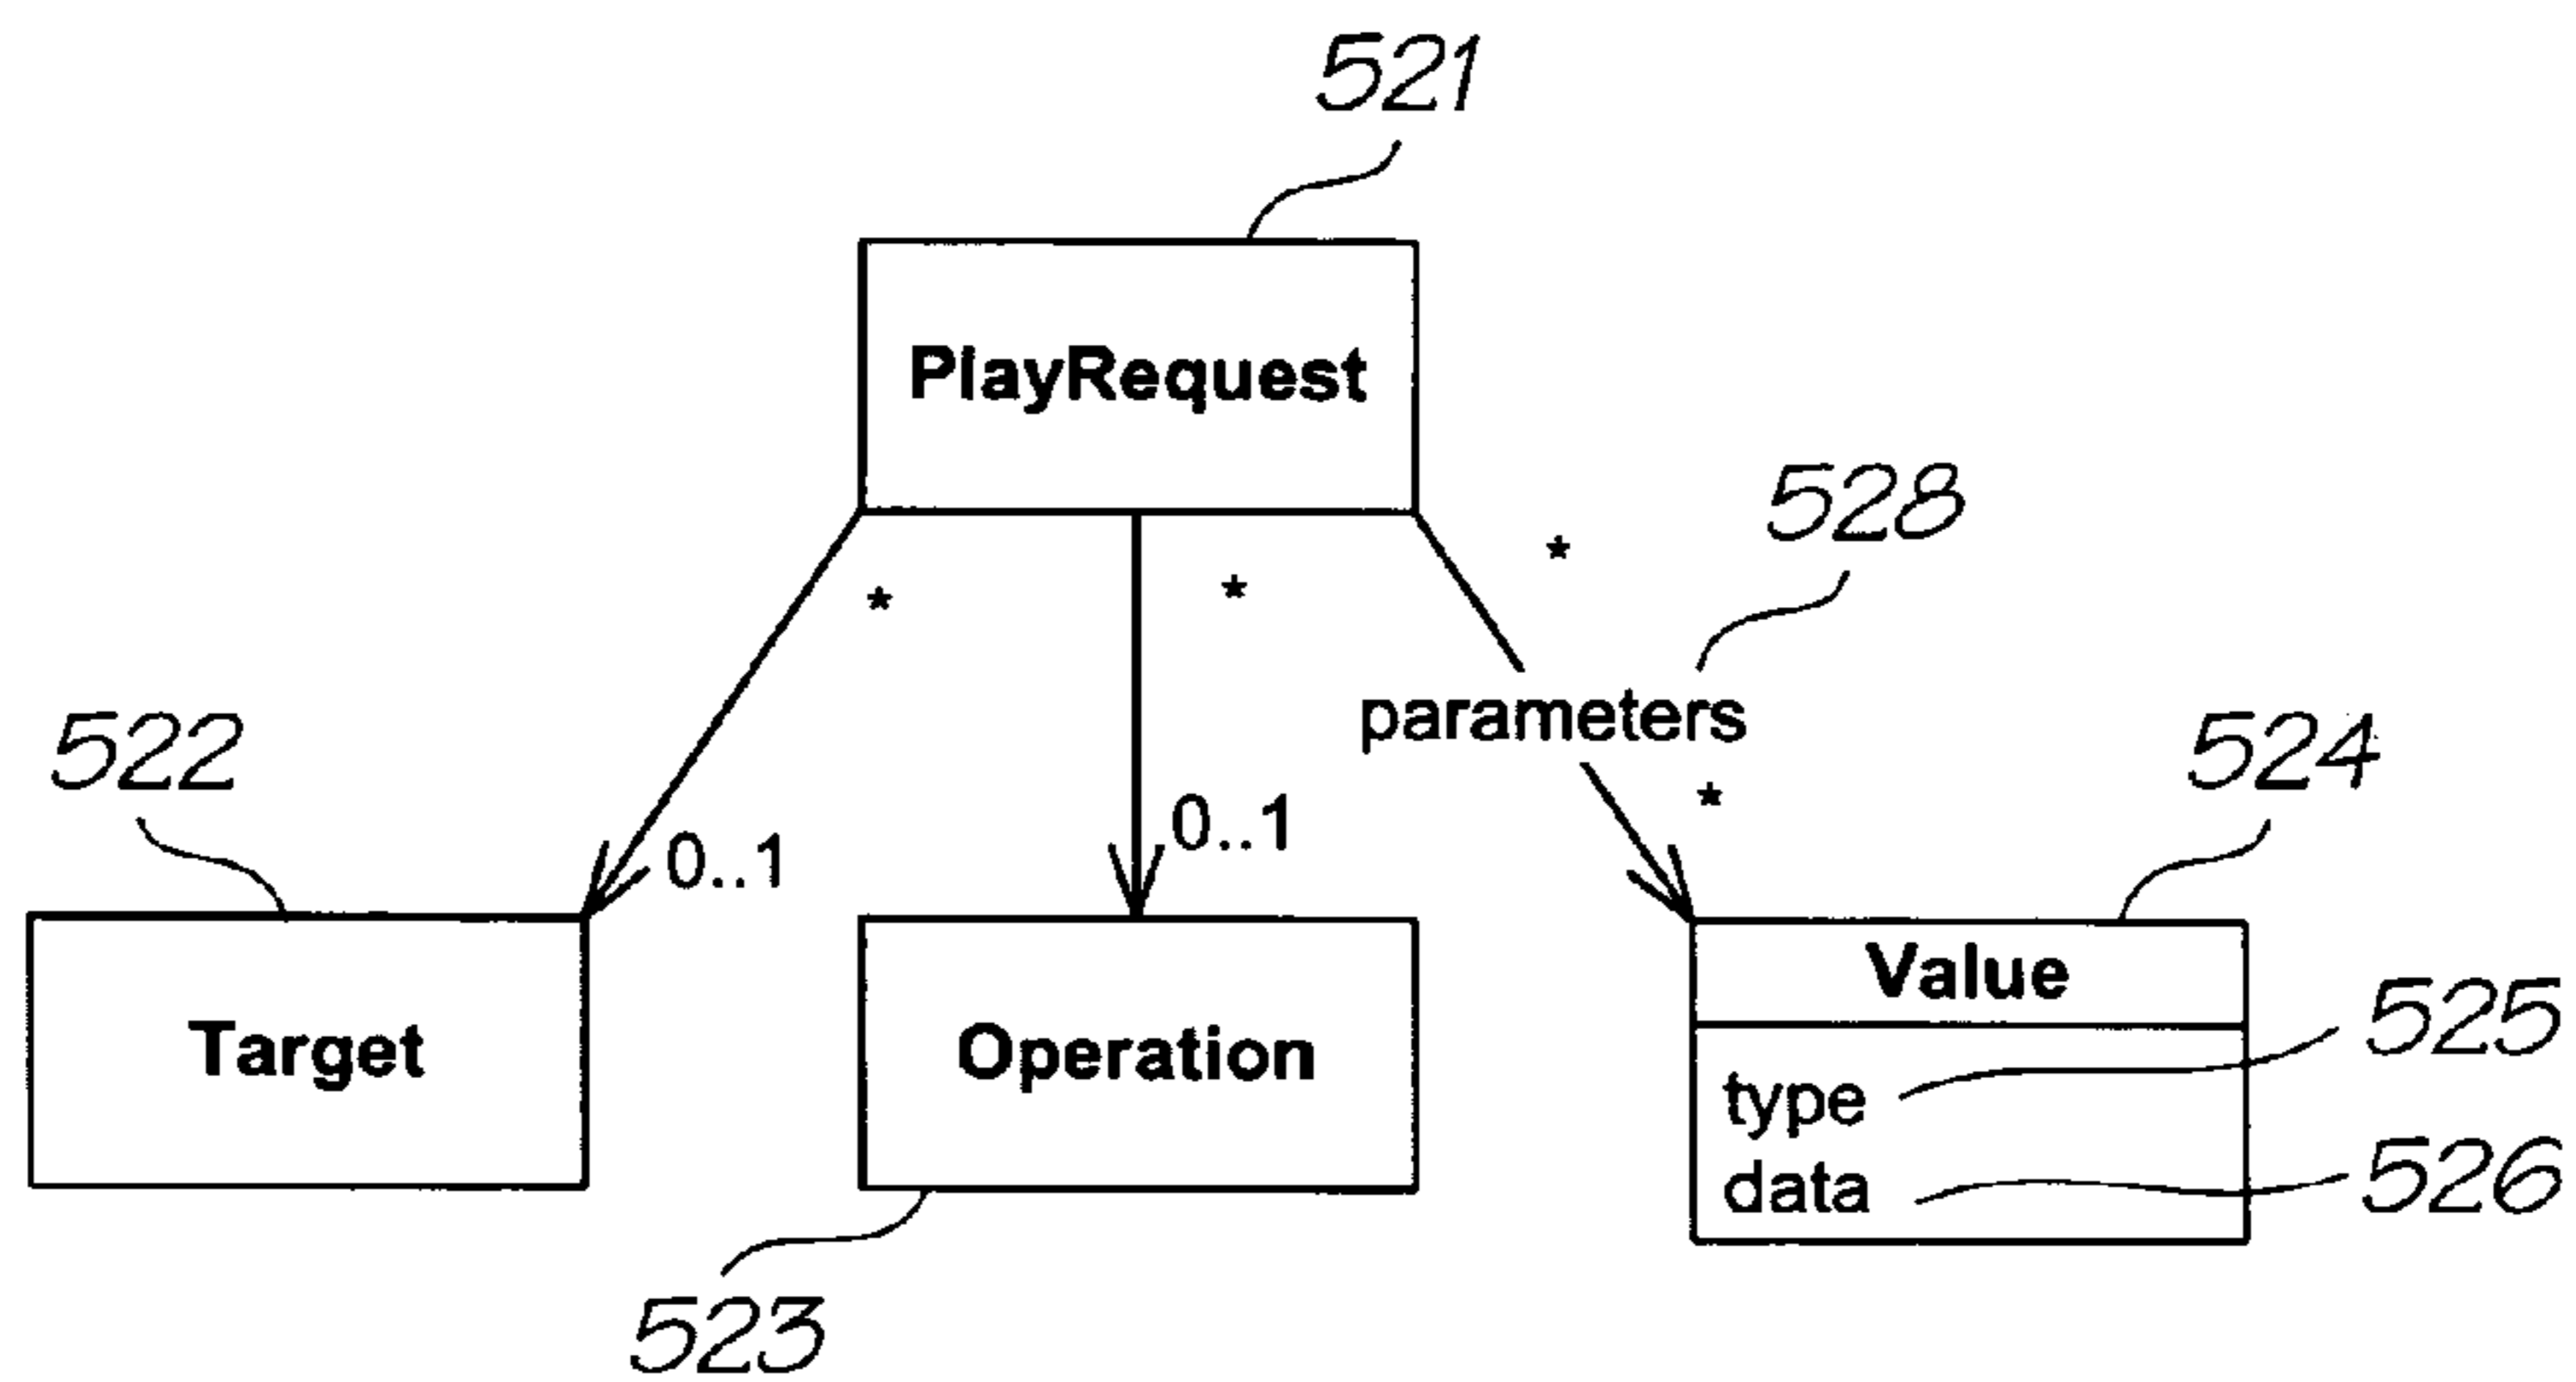 521
PlayRequest
528
*
*
*
parameters
522
524
*
0..1
0..1
Value
525
Target
Operation
type
data
526
523